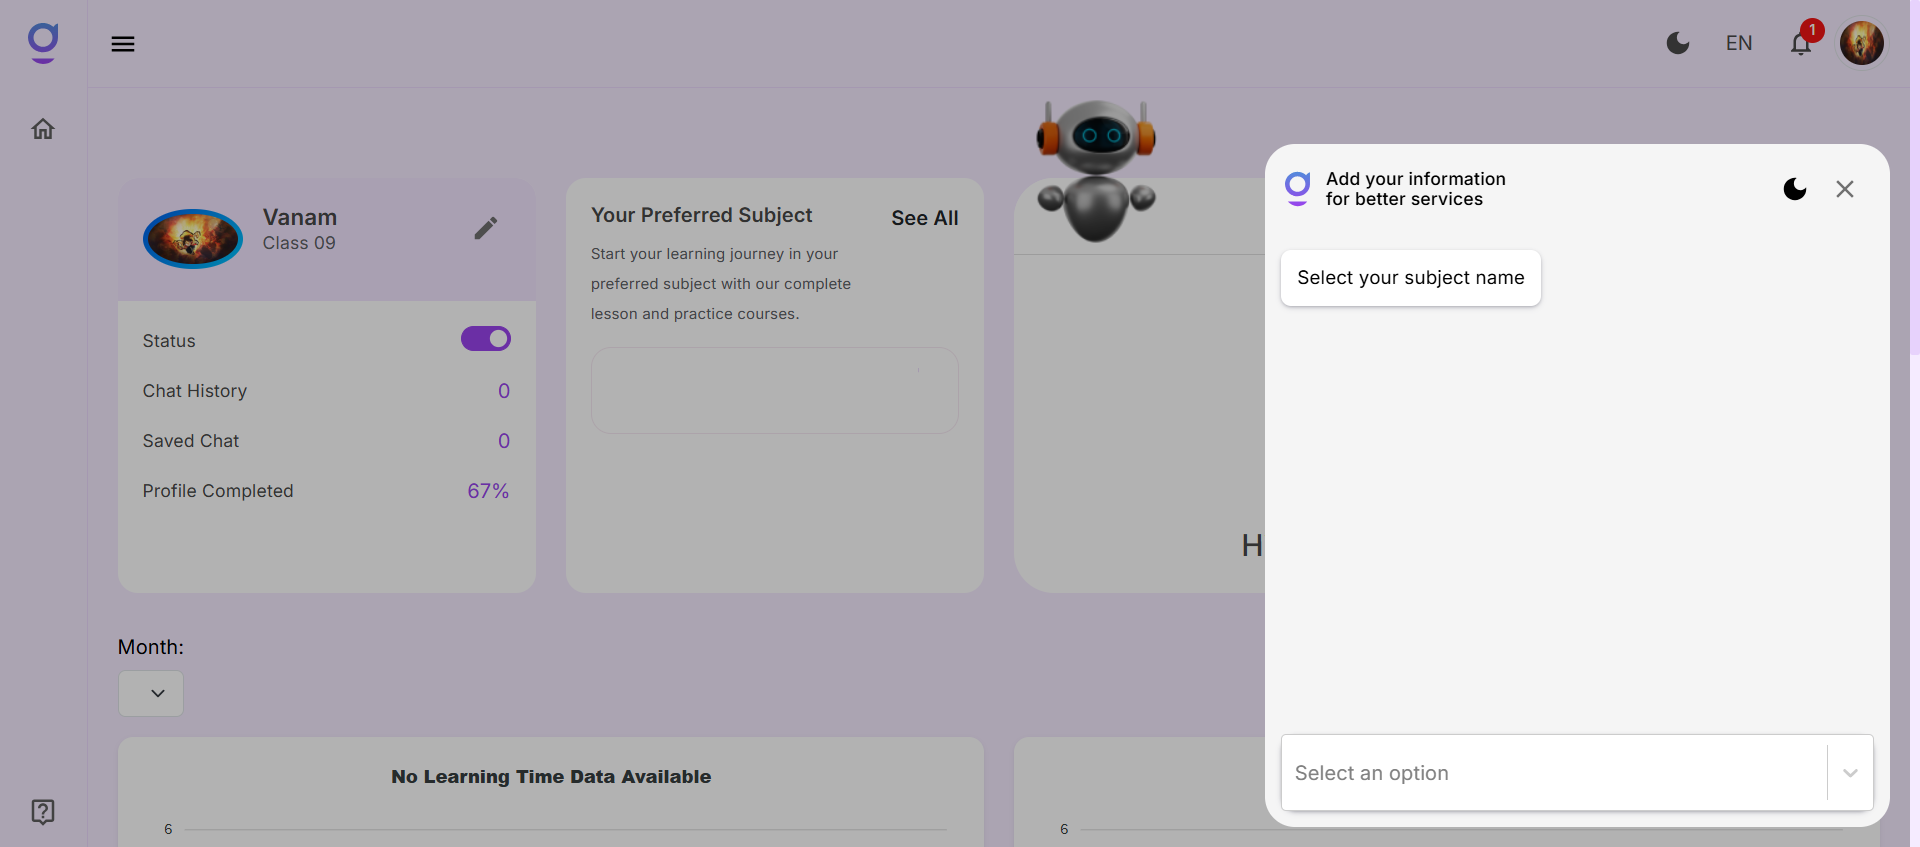 EN
1
Vanam
Class 09
Status
Chat History 0
Saved Chat 0
Profile Completed 67%
Your Preferred Subject
See All
Start your learning journey in your
preferred subject with our complete
lesson and practice courses.
H
Add your information
for better services
Select your subject name
Select an option
Month:
No Learning Time Data Available
6
6